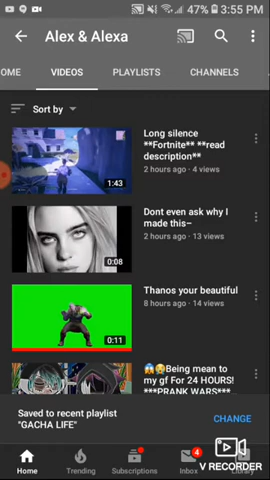 47% 3:55 PM
Alex & Alexa
OME VIDEOS PLAYLISTS CHANNELS
Sort by
Long silence
**Fortnite** **read
description**
2 hours ago · 4 views
1:43
Dont even ask why I
made this–
2 hours ago · 13 views
0:08
Thanos your beautiful
8 hours ago · 14 views
0:11
😱😭Being mean to
my gf For 24 HOURS!
***PRANK WARS***
Saved to recent playlist
"GACHA LIFE"
CHANGE
4
Home Trending Subscriptions Inbox Library
V RECORDER